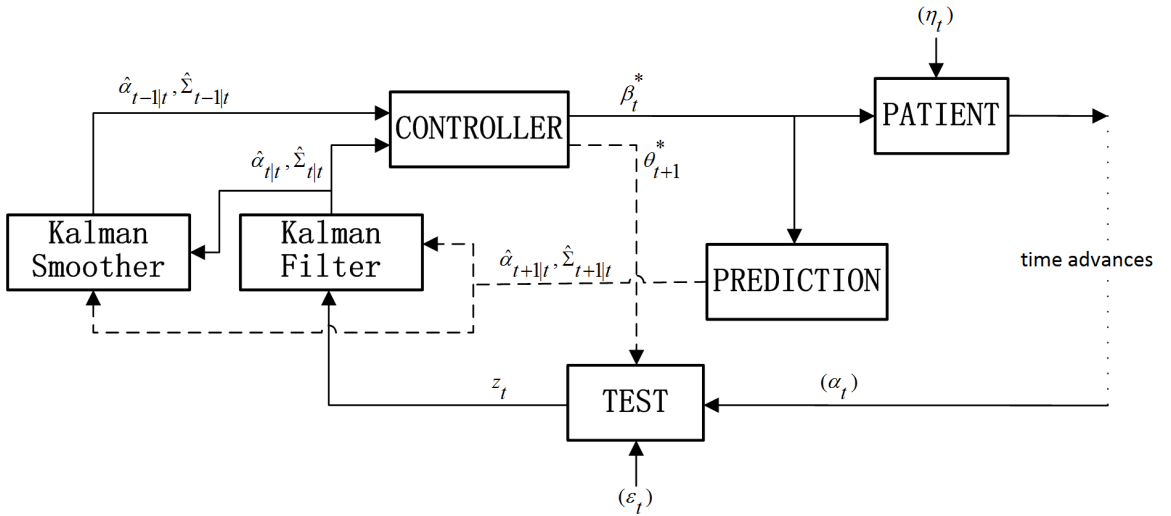 (η_t)
α̂_{t−1|t}, Σ̂_{t−1|t}
β*_t
CONTROLLER
PATIENT
α̂_{t|t}, Σ̂_{t|t}
θ*_{t+1}
Kalman
Smoother
Kalman
Filter
α̂_{t+1|t}, Σ̂_{t+1|t}
PREDICTION
time advances
z_t
TEST
(α_t)
(ε_t)